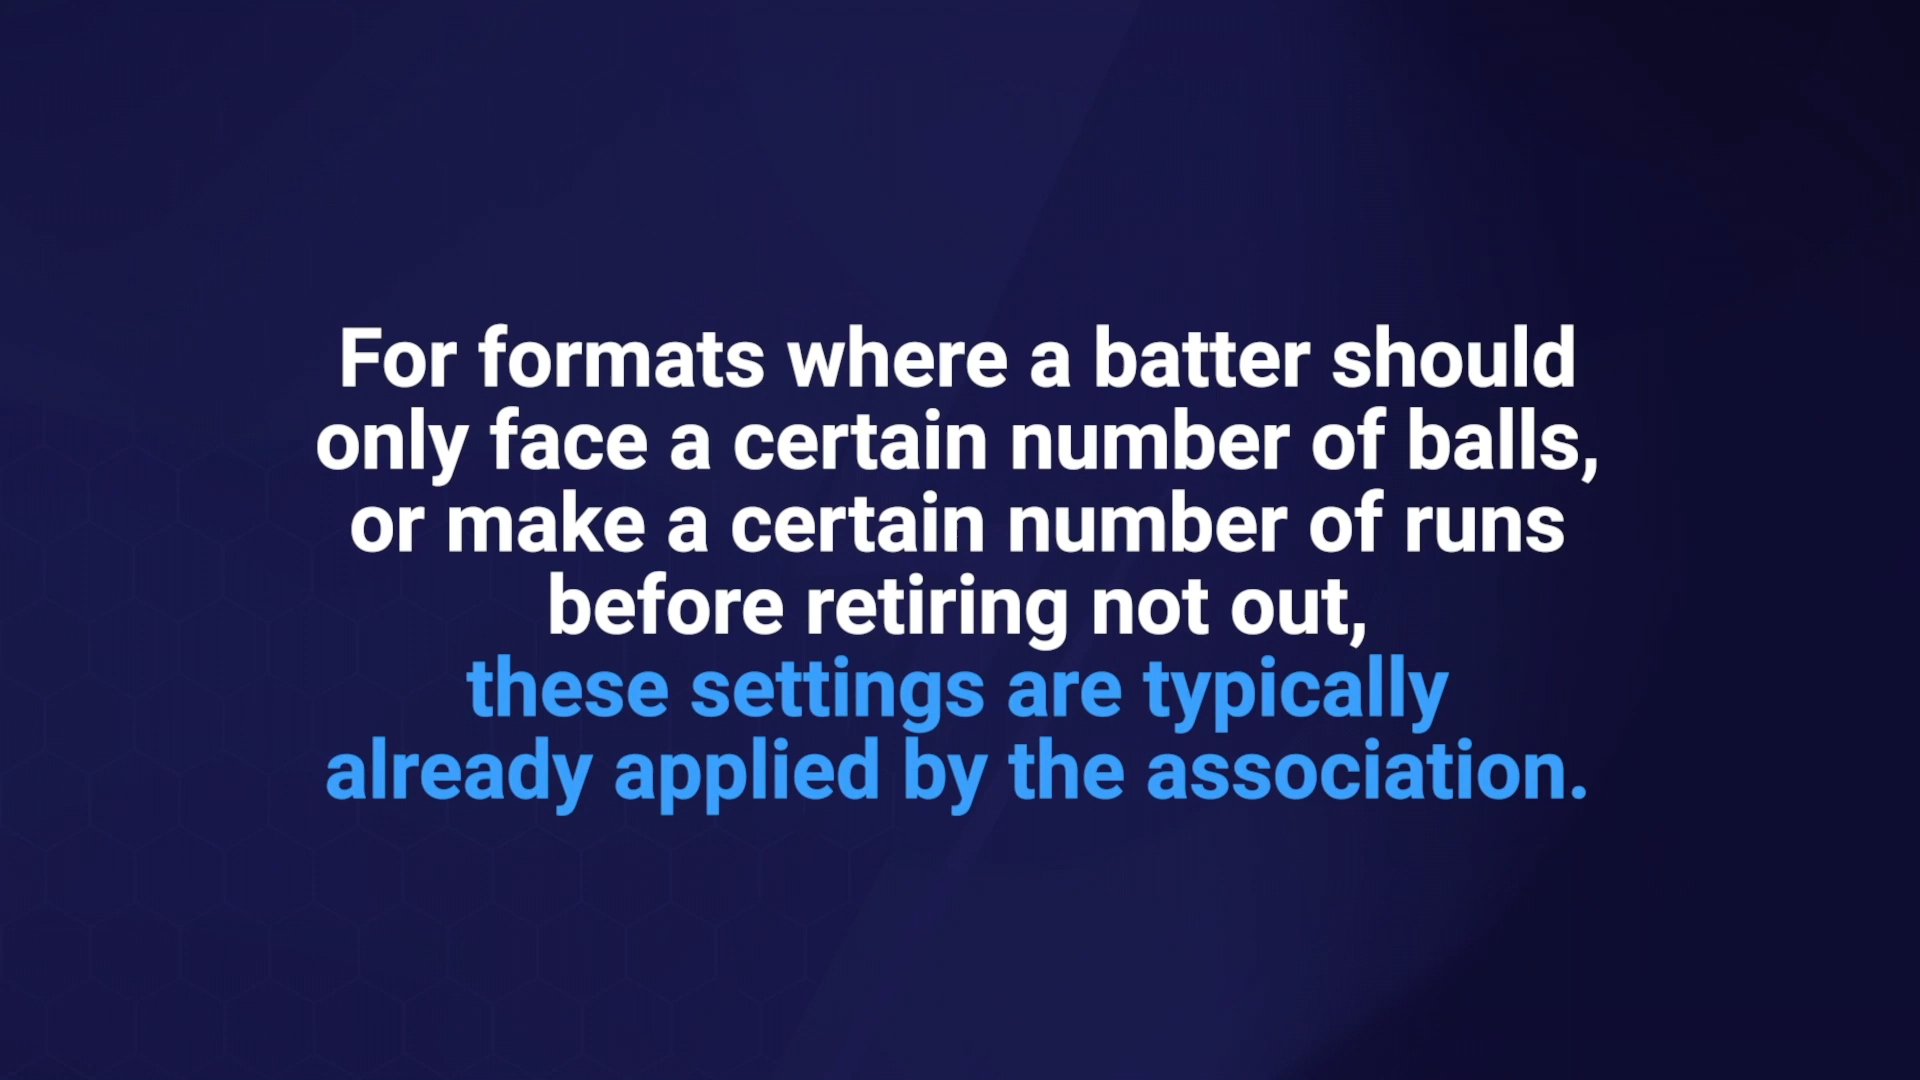 For formats where a batter should
only face a certain number of balls,
or make a certain number of runs
before retiring not out,
these settings are typically
already applied by the association.